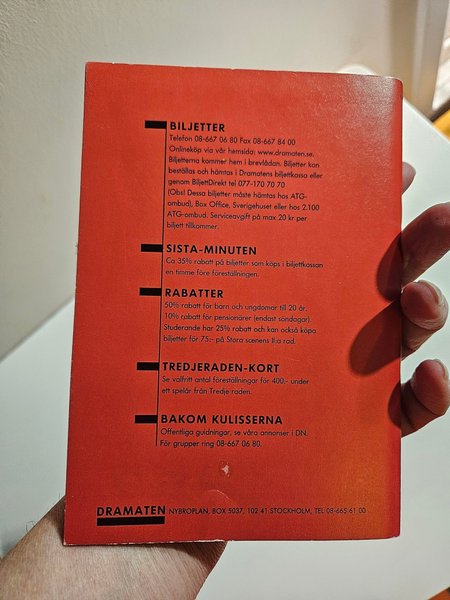 BILJETTER
Telefon 08-667 06 80 Fax 08-667 84 00
Onlineköp via vår hemsida: www.dramaten.se.
Biljetterna kommer hem i brevlådan. Biljetter kan
beställas och hämtas i Dramatens biljettkassa eller
genom BiljettDirekt tel 077-170 70 70
(Obs! Dessa biljetter måste hämtas hos ATG-
ombud), Box Office, Sverigehuset eller hos 2.100
ATG-ombud. Serviceavgift på max 20 kr per
biljett tillkommer.
SISTA-MINUTEN
Ca 35% rabatt på biljetter som köps i biljettkassan
en timme före föreställningen.
RABATTER
50% rabatt för barn och ungdomar till 20 år.
10% rabatt för pensionärer (endast söndagar).
Studerande har 25% rabatt och kan också köpa
biljetter för 75:- på Stora scenens II:a rad.
TREDJERADEN-KORT
Se valfritt antal föreställningar för 400,- under
ett spelår från Tredje raden.
BAKOM KULISSERNA
Offentliga guidningar, se våra annonser i DN.
För grupper ring 08-667 06 80.
DRAMATEN NYBROPLAN, BOX 5037, 102 41 STOCKHOLM, TEL 08-665 61 00